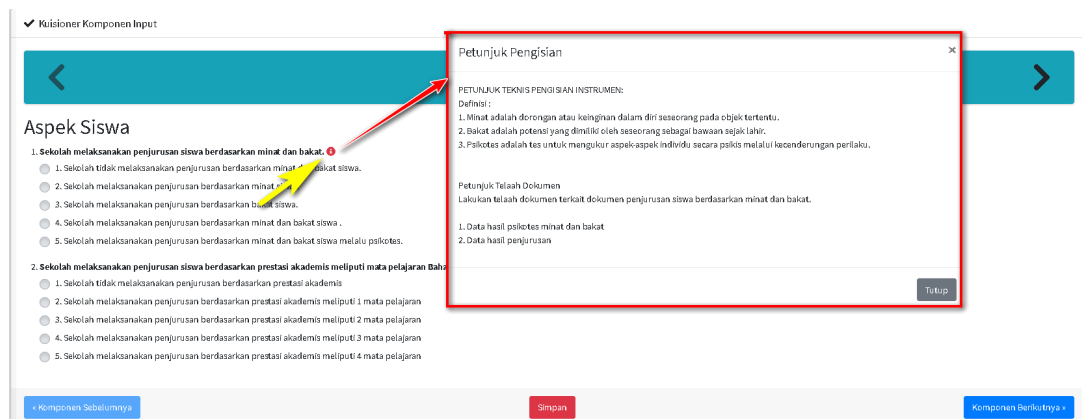 Kuisioner Komponen Input
Aspek Siswa
1. Sekolah melaksanakan penjurusan siswa berdasarkan minat dan bakat.
1. Sekolah tidak melaksanakan penjurusan berdasarkan minat dan bakat siswa.
2. Sekolah melaksanakan penjurusan berdasarkan minat
3. Sekolah melaksanakan penjurusan berdasarkan bakat siswa.
4. Sekolah melaksanakan penjurusan berdasarkan minat dan bakat siswa .
5. Sekolah melaksanakan penjurusan berdasarkan minat dan bakat siswa melalu psikotes.
2. Sekolah melaksanakan penjurusan siswa berdasarkan prestasi akademis meliputi mata pelajaran Baha
1. Sekolah tidak melaksanakan penjurusan berdasarkan prestasi akademis
2. Sekolah melaksanakan penjurusan berdasarkan prestasi akademis meliputi 1 mata pelajaran
3. Sekolah melaksanakan penjurusan berdasarkan prestasi akademis meliputi 2 mata pelajaran
4. Sekolah melaksanakan penjurusan berdasarkan prestasi akademis meliputi 3 mata pelajaran
5. Sekolah melaksanakan penjurusan berdasarkan prestasi akademis meliputi 4 mata pelajaran
Petunjuk Pengisian ×
PETUNJUK TEKNIS PENGISIAN INSTRUMEN:
Definisi :
1. Minat adalah dorongan atau keinginan dalam diri seseorang pada objek tertentu.
2. Bakat adalah potensi yang dimiliki oleh seseorang sebagai bawaan sejak lahir.
3. Psikotes adalah tes untuk mengukur aspek-aspek individu secara psikis melalui kecenderungan perilaku.
Petunjuk Telaah Dokumen
Lakukan telaah dokumen terkait dokumen penjurusan siswa berdasarkan minat dan bakat.
1. Data hasil psikotes minat dan bakat
2. Data hasil penjurusan
Tutup
« Komponen Sebelumnya
Simpan
Komponen Berikutnya »